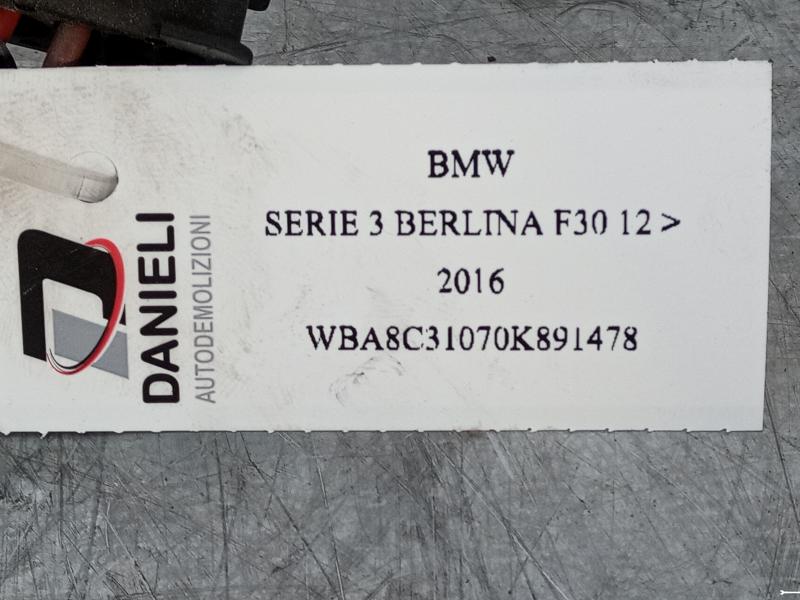 BMW
SERIE 3 BERLINA F30 12 >
2016
WBA8C31070K891478
DANIELI
AUTODEMOLIZIONI